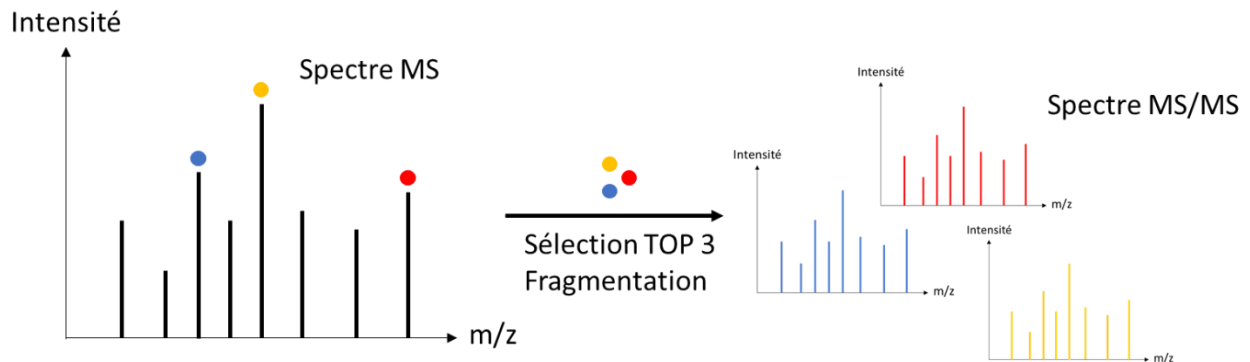 Intensité
Spectre MS
m/z
Sélection TOP 3
Fragmentation
Intensité
m/z
Intensité
m/z
Spectre MS/MS
Intensité
m/z